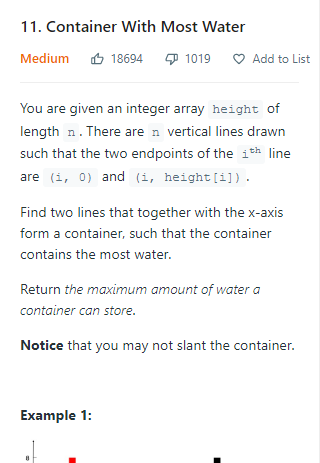 11. Container With Most Water
Medium 18694 1019 Add to List
You are given an integer array height of
length n. There are n vertical lines drawn
such that the two endpoints of the ith line
are (i, 0) and (i, height[i]).
Find two lines that together with the x-axis
form a container, such that the container
contains the most water.
Return the maximum amount of water a
container can store.
Notice that you may not slant the container.
Example 1:
8